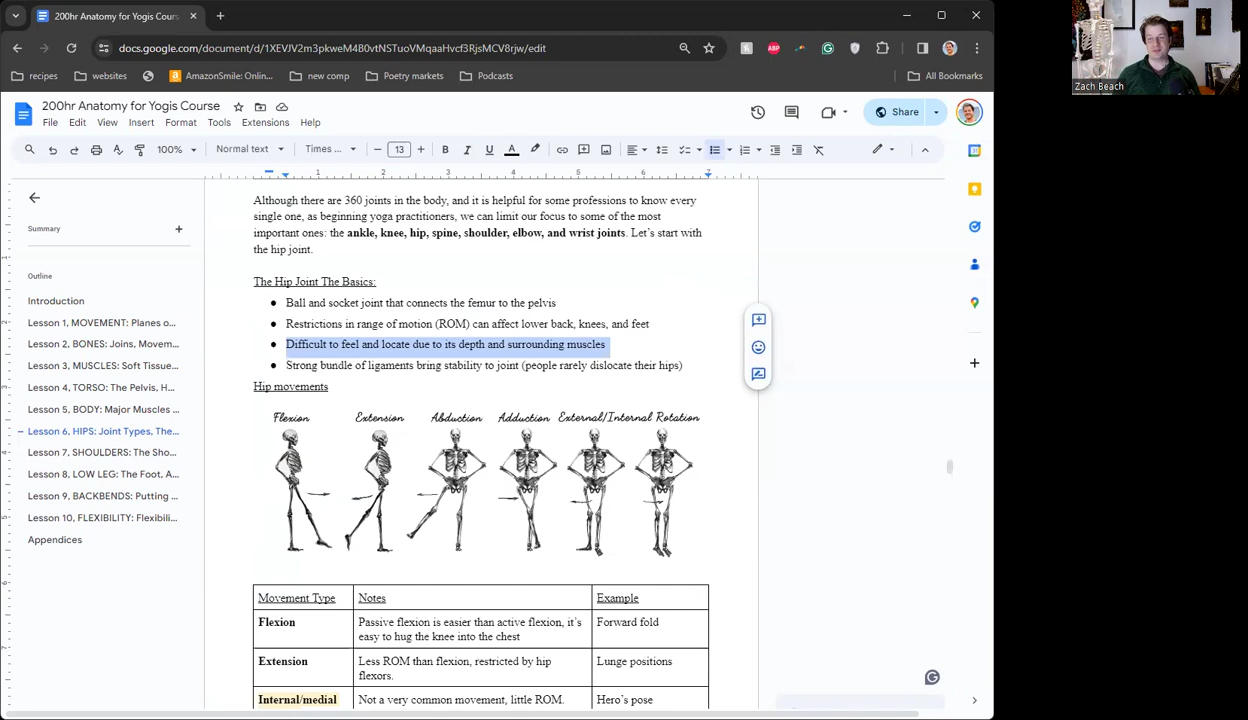 200hr Anatomy for Yogis Cours
docs.google.com/document/d/1XEVJV2m3pkweM480vtNSTuoVMqaaHvcf3RjsMCV8rjw/edit
recipes
websites
AmazonSmile: Onlin...
new comp
Poetry markets
Podcasts
All Bookmarks
Zach Beach
200hr Anatomy for Yogis Course
File Edit View Insert Format Tools Extensions Help
Share
100%
Normal text
Times ...
13
1 2 3 4 5 6 7
Summary
Outline
Introduction
Lesson 1, MOVEMENT: Planes o...
Lesson 2, BONES: Joins, Movem...
Lesson 3, MUSCLES: Soft Tissue...
Lesson 4, TORSO: The Pelvis, H...
Lesson 5, BODY: Major Muscles ...
Lesson 6, HIPS: Joint Types, The...
Lesson 7, SHOULDERS: The Sho...
Lesson 8, LOW LEG: The Foot, A...
Lesson 9, BACKBENDS: Putting ...
Lesson 10, FLEXIBILITY: Flexibili...
Appendices
Although there are 360 joints in the body, and it is helpful for some professions to know every
single one, as beginning yoga practitioners, we can limit our focus to some of the most
important ones: the ankle, knee, hip, spine, shoulder, elbow, and wrist joints. Let's start with
the hip joint.
The Hip Joint The Basics:
● Ball and socket joint that connects the femur to the pelvis
● Restrictions in range of motion (ROM) can affect lower back, knees, and feet
● Difficult to feel and locate due to its depth and surrounding muscles
● Strong bundle of ligaments bring stability to joint (people rarely dislocate their hips)
Hip movements
Flexion Extension Abduction Adduction External/Internal Rotation
Movement Type Notes Example
Flexion Passive flexion is easier than active flexion, it's Forward fold
easy to hug the knee into the chest
Extension Less ROM than flexion, restricted by hip Lunge positions
flexors.
Internal/medial Not a very common movement, little ROM. Hero's pose